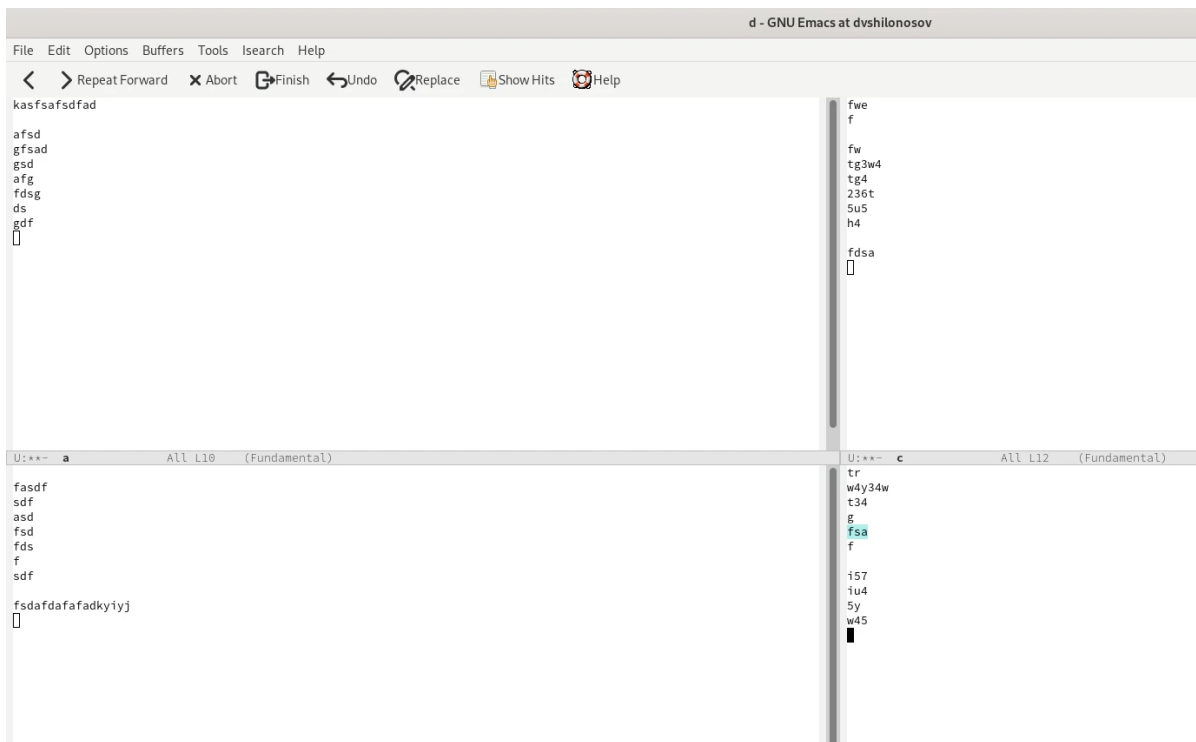 d - GNU Emacs at dvshilonosov
File Edit Options Buffers Tools Isearch Help
Repeat Forward Abort Finish Undo Replace Show Hits Help
kasfsafsdfad
afsd
gfsad
gsd
afg
fdsg
ds
gdf
U:**- a All L10 (Fundamental)
fwe
f
fw
tg3w4
tg4
236t
5u5
h4
fdsa
U:**- c All L12 (Fundamental)
fasdf
sdf
asd
fsd
fds
f
sdf
fsdafdafafadkyiyj
tr
w4y34w
t34
g
fsa
f
i57
iu4
5y
w45